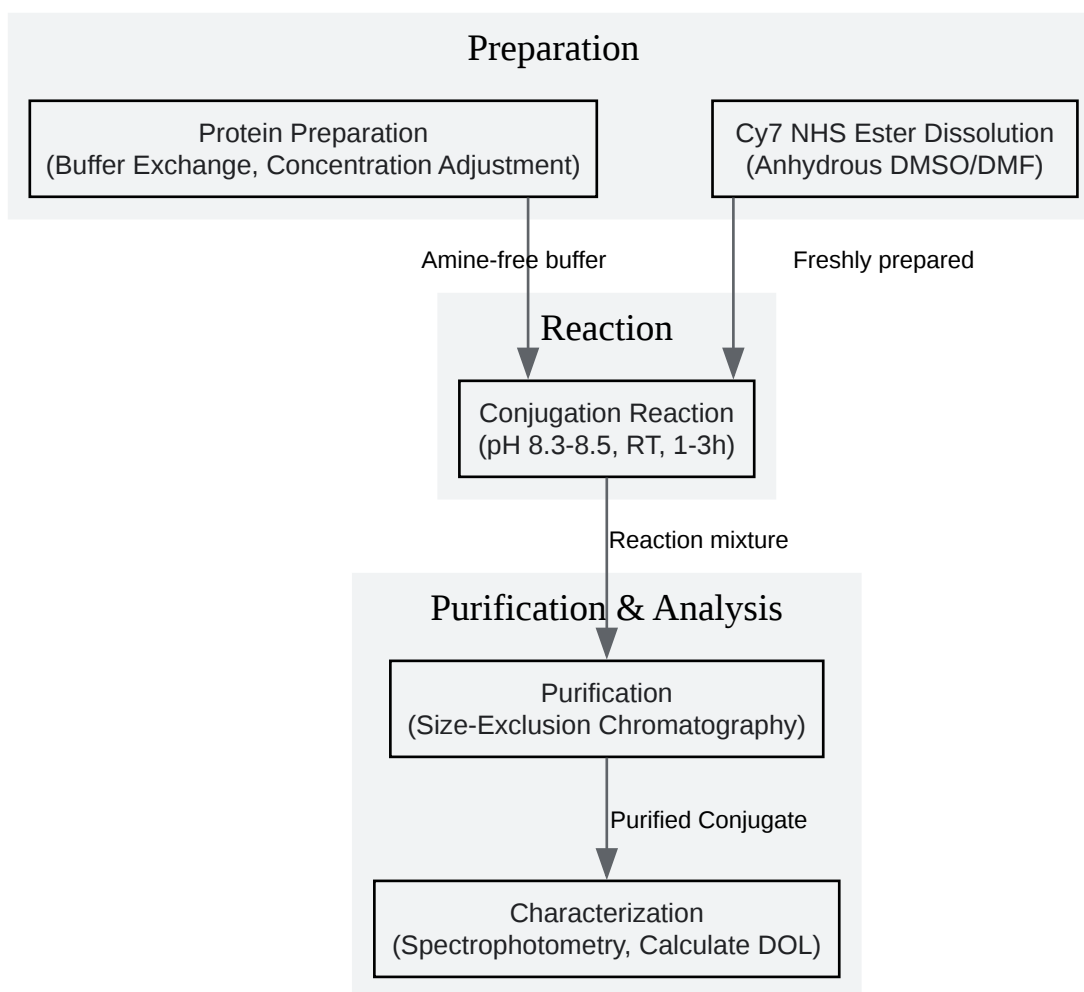 Preparation
Protein Preparation
(Buffer Exchange, Concentration Adjustment)
Cy7 NHS Ester Dissolution
(Anhydrous DMSO/DMF)
Amine-free buffer
Freshly prepared
Reaction
Conjugation Reaction
(pH 8.3-8.5, RT, 1-3h)
Reaction mixture
Purification & Analysis
Purification
(Size-Exclusion Chromatography)
Purified Conjugate
Characterization
(Spectrophotometry, Calculate DOL)